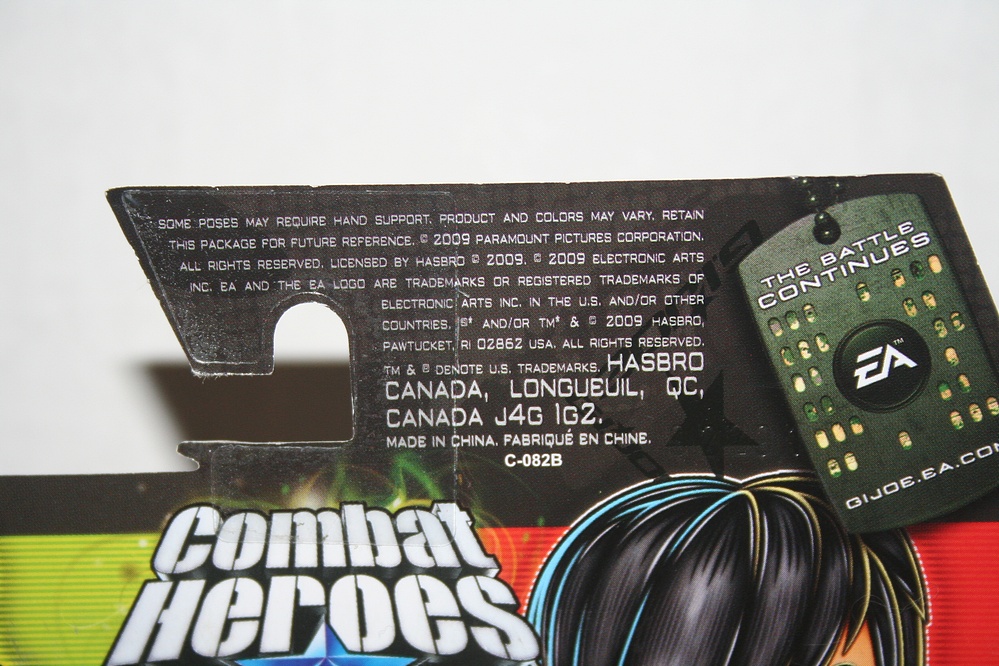 SOME POSES MAY REQUIRE HAND SUPPORT. PRODUCT AND COLORS MAY VARY. RETAIN
THIS PACKAGE FOR FUTURE REFERENCE. © 2009 PARAMOUNT PICTURES CORPORATION.
ALL RIGHTS RESERVED. LICENSED BY HASBRO © 2009. © 2009 ELECTRONIC ARTS
INC. EA AND THE EA LOGO ARE TRADEMARKS OR REGISTERED TRADEMARKS OF
ELECTRONIC ARTS INC. IN THE U.S. AND/OR OTHER
COUNTRIES. ®* AND/OR TM* & © 2009 HASBRO,
PAWTUCKET, RI 02862 USA. ALL RIGHTS RESERVED.
TM & ® DENOTE U.S. TRADEMARKS. HASBRO
CANADA, LONGUEUIL, QC,
CANADA J4G 1G2.
MADE IN CHINA. FABRIQUÉ EN CHINE.
C-082B
THE BATTLE
CONTINUES
EA™
GIJOE.EA.COM
Combat
Heroes